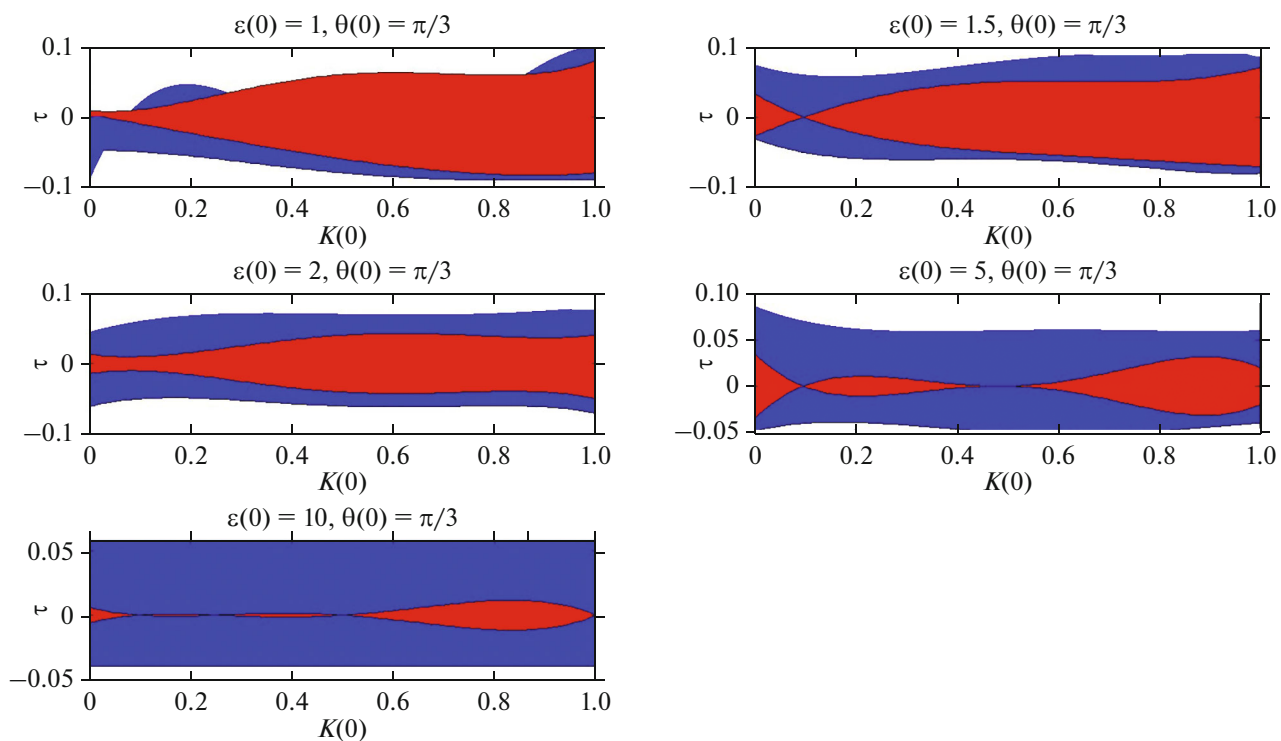 ε(0) = 1, θ(0) = π/3
0.1
τ 0
−0.1
0 0.2 0.4 0.6 0.8 1.0
K(0)
ε(0) = 1.5, θ(0) = π/3
0.1
τ 0
−0.1
0 0.2 0.4 0.6 0.8 1.0
K(0)
ε(0) = 2, θ(0) = π/3
0.1
τ 0
−0.1
0 0.2 0.4 0.6 0.8 1.0
K(0)
ε(0) = 5, θ(0) = π/3
0.10
0.05
τ
0
−0.05
0 0.2 0.4 0.6 0.8 1.0
K(0)
ε(0) = 10, θ(0) = π/3
0.05
τ 0
−0.05
0 0.2 0.4 0.6 0.8 1.0
K(0)